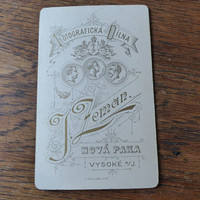 Fotografická Dílna
J. Zeman.
NOVÁ PAKA
VYSOKÉ n/J.